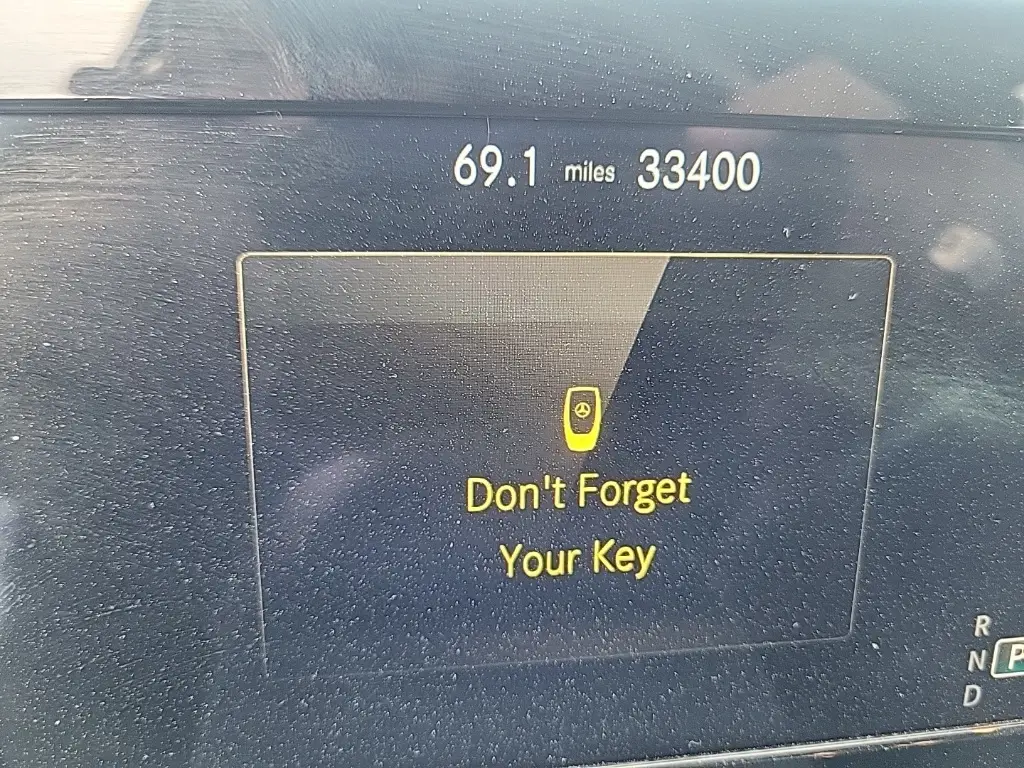 69.1 miles 33400
Don't Forget
Your Key
R
N P
D